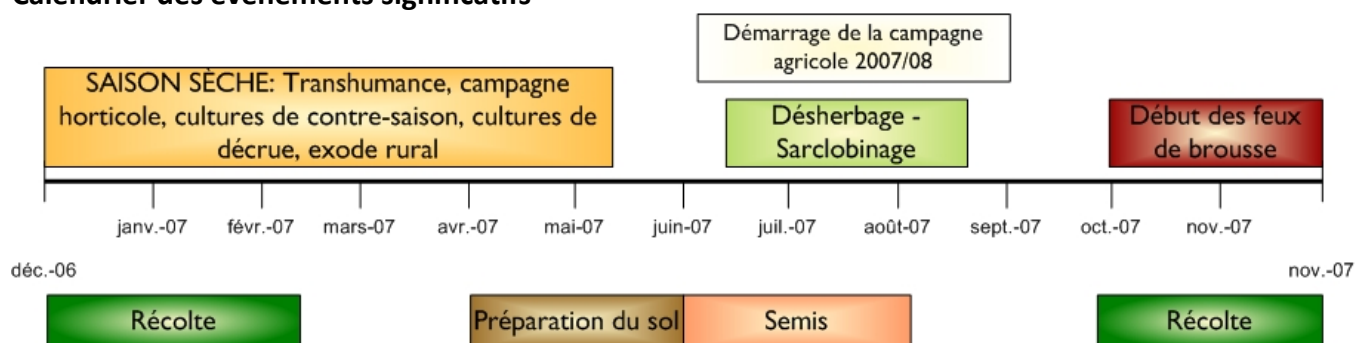 Calendrier des événements significatifs
Démarrage de la campagne
agricole 2007/08
SAISON SÈCHE: Transhumance, campagne
horticole, cultures de contre-saison, cultures de
décrue, exode rural
Désherbage -
Sarclobinage
Début des feux
de brousse
janv.-07 févr.-07 mars-07 avr.-07 mai-07 juin-07 juil.-07 août-07 sept.-07 oct.-07 nov.-07
déc.-06 nov.-07
Récolte Préparation du sol Semis Récolte